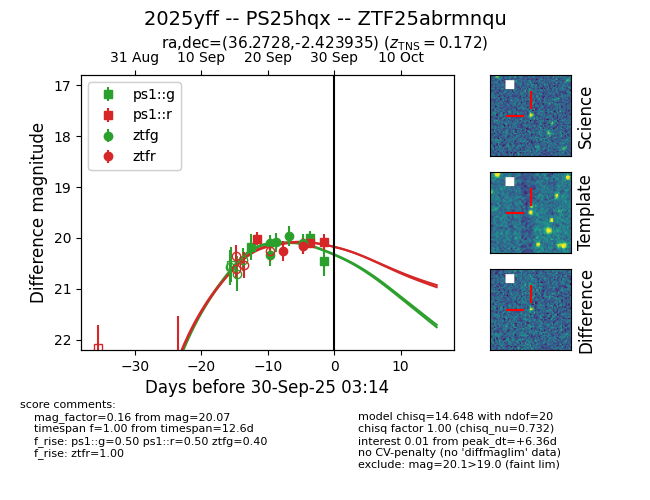 2025yff -- PS25hqx -- ZTF25abrmnqu
ra,dec=(36.2728,-2.423935) (z_TNS = 0.172)
31 Aug 10 Sep 20 Sep 30 Sep 10 Oct
ps1::g
ps1::r
ztfg
ztfr
17
18
19
20
21
22
Difference magnitude
−30 −20 −10 0 10
Days before 30-Sep-25 03:14
Science
Template
Difference
score comments:
mag_factor=0.16 from mag=20.07
timespan f=1.00 from timespan=12.6d
f_rise: ps1::g=0.50 ps1::r=0.50 ztfg=0.40
f_rise: ztfr=1.00
model chisq=14.648 with ndof=20
chisq factor 1.00 (chisq_nu=0.732)
interest 0.01 from peak_dt=+6.36d
no CV-penalty (no 'diffmaglim' data)
exclude: mag=20.1>19.0 (faint lim)